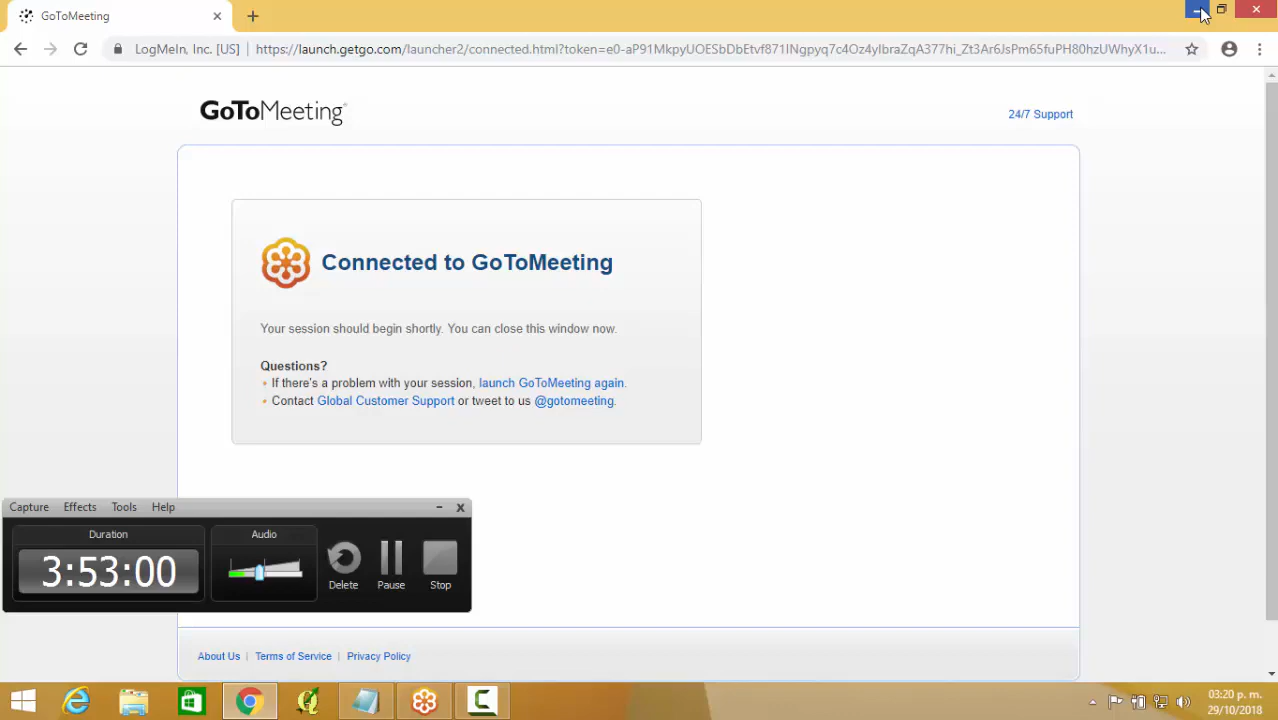 GoToMeeting
LogMeIn, Inc. [US] https://launch.getgo.com/launcher2/connected.html?token=e0-aP91MkpyUOESbDbEtvf871INgpyq7c4Oz4yIbraZqA377hi_Zt3Ar6JsPm65fuPH80hzUWhyX1u...
GoToMeeting
24/7 Support
Connected to GoToMeeting
Your session should begin shortly. You can close this window now.
Questions?
If there's a problem with your session, launch GoToMeeting again.
Contact Global Customer Support or tweet to us @gotomeeting.
Capture Effects Tools Help
Duration
Audio
3:53:00
Delete Pause Stop
About Us | Terms of Service | Privacy Policy
03:20 p. m.
29/10/2018